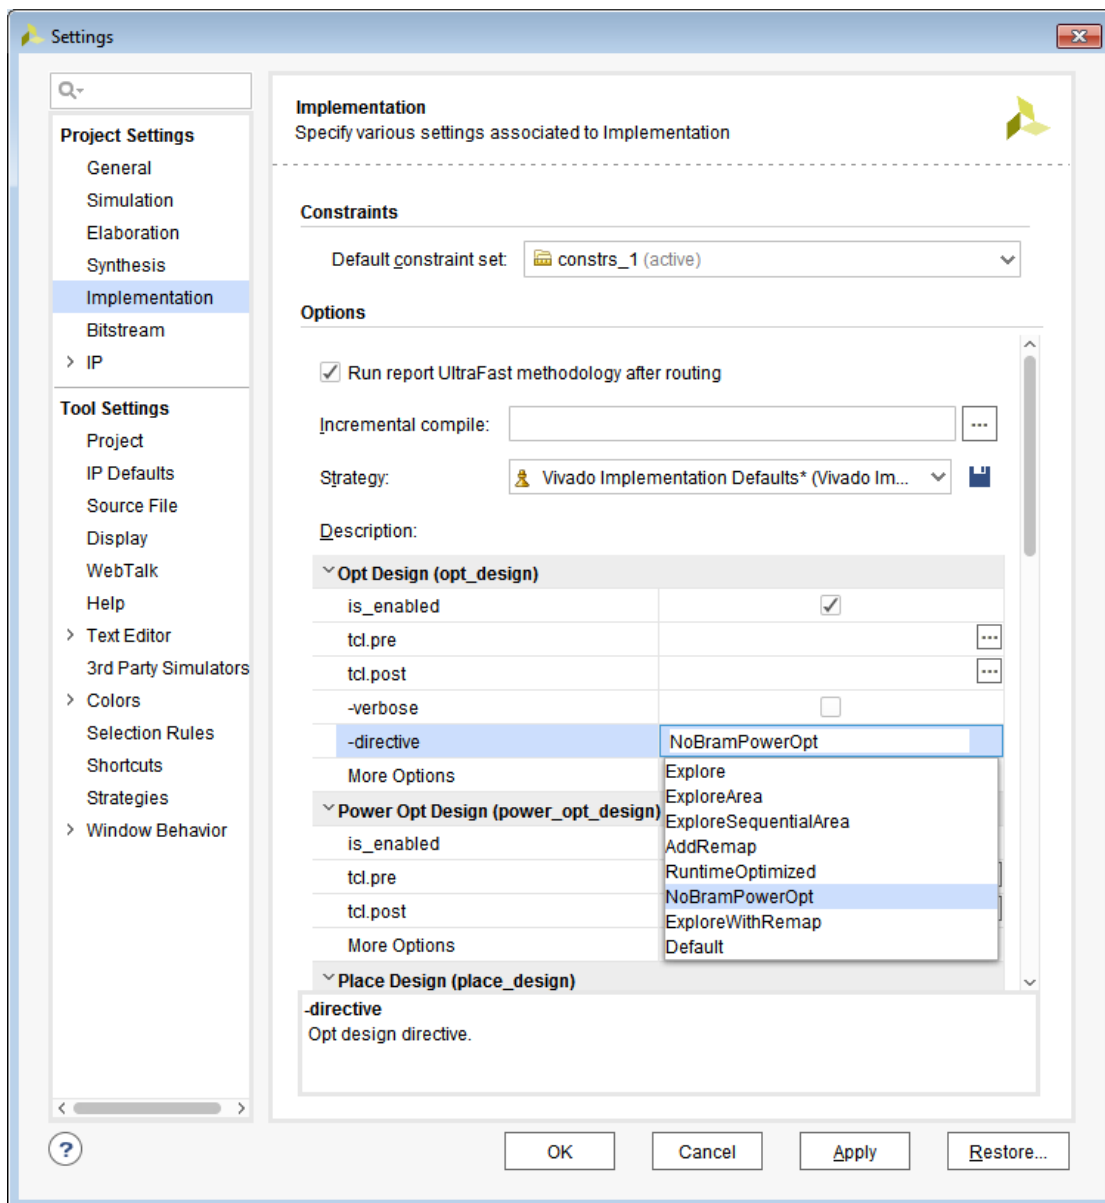 Settings
Project Settings
General
Simulation
Elaboration
Synthesis
Implementation
Bitstream
IP
Tool Settings
Project
IP Defaults
Source File
Display
WebTalk
Help
Text Editor
3rd Party Simulators
Colors
Selection Rules
Shortcuts
Strategies
Window Behavior
Implementation
Specify various settings associated to Implementation
Constraints
Default constraint set: constrs_1 (active)
Options
Run report UltraFast methodology after routing
Incremental compile: ...
Strategy: Vivado Implementation Defaults* (Vivado Im...
Description:
Opt Design (opt_design)
is_enabled
tcl.pre ...
tcl.post ...
-verbose
-directive NoBramPowerOpt
More Options
Explore
ExploreArea
ExploreSequentialArea
AddRemap
RuntimeOptimized
NoBramPowerOpt
ExploreWithRemap
Default
Power Opt Design (power_opt_design)
is_enabled
tcl.pre
tcl.post
More Options
Place Design (place_design)
-directive
Opt design directive.
? OK Cancel Apply Restore...